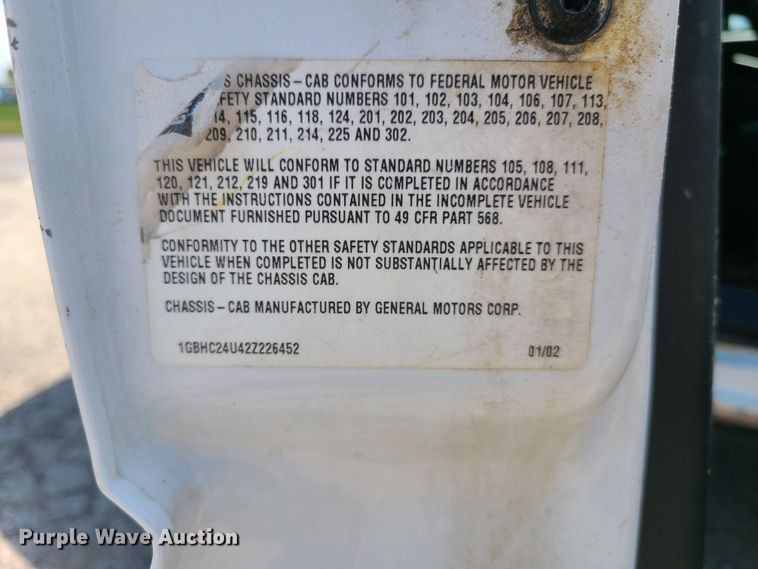 CHASSIS-CAB CONFORMS TO FEDERAL MOTOR VEHICLE
STANDARD NUMBERS 101, 102, 103, 104, 106, 107, 113,
115, 116, 118, 124, 201, 202, 203, 204, 205, 206, 207, 208,
209, 210, 211, 214, 225 AND 302.
THIS VEHICLE WILL CONFORM TO STANDARD NUMBERS 105, 108, 111,
120, 121, 212, 219 AND 301 IF IT IS COMPLETED IN ACCORDANCE
WITH THE INSTRUCTIONS CONTAINED IN THE INCOMPLETE VEHICLE
DOCUMENT FURNISHED PURSUANT TO 49 CFR PART 568.
CONFORMITY TO THE OTHER SAFETY STANDARDS APPLICABLE TO THIS
VEHICLE WHEN COMPLETED IS NOT SUBSTANTIALLY AFFECTED BY THE
DESIGN OF THE CHASSIS CAB.
CHASSIS-CAB MANUFACTURED BY GENERAL MOTORS CORP.
1GBHC24U42Z226452 01/02
Purple Wave Auction